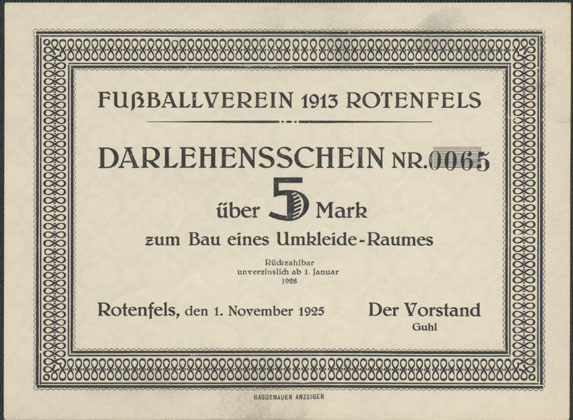 FUßBALLVEREIN 1913 ROTENFELS
DARLEHENSSCHEIN NR. 0065
über 5 Mark
zum Bau eines Umkleide-Raumes
Rückzahlbar
unverzinslich ab 1. Januar
1928
Rotenfels, den 1. November 1925 Der Vorstand
Guhl
GAGGENAUER ANZEIGER